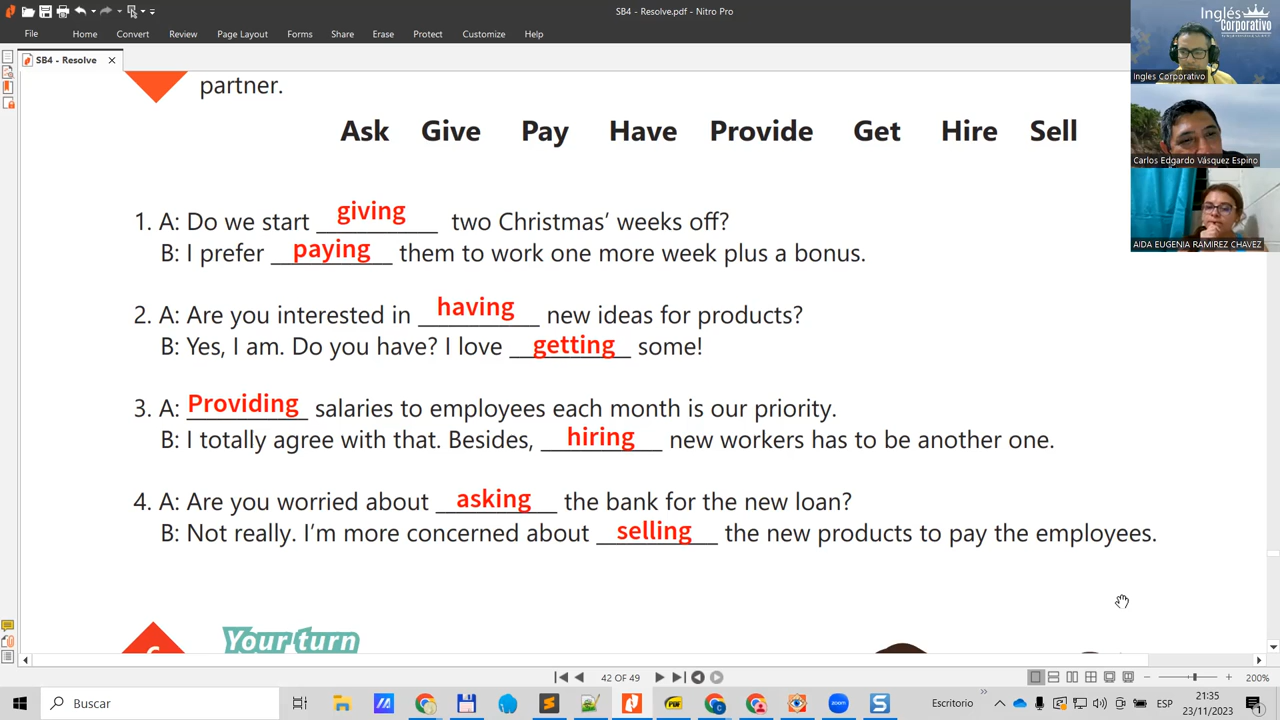 SB4 - Resolve.pdf - Nitro Pro
File Home Convert Review Page Layout Forms Share Erase Protect Customize Help
SB4 - Resolve
Inglés
Corporativo
Ingles Corporativo
Carlos Edgardo Vásquez Espino
AIDA EUGENIA RAMIREZ CHAVEZ
partner.
Ask Give Pay Have Provide Get Hire Sell
1. A: Do we start giving two Christmas’ weeks off?
B: I prefer paying them to work one more week plus a bonus.
2. A: Are you interested in having new ideas for products?
B: Yes, I am. Do you have? I love getting some!
3. A: Providing salaries to employees each month is our priority.
B: I totally agree with that. Besides, hiring new workers has to be another one.
4. A: Are you worried about asking the bank for the new loan?
B: Not really. I’m more concerned about selling the new products to pay the employees.
6
Your turn
42 OF 49
200%
Buscar
Escritorio
ESP
21:35
23/11/2023